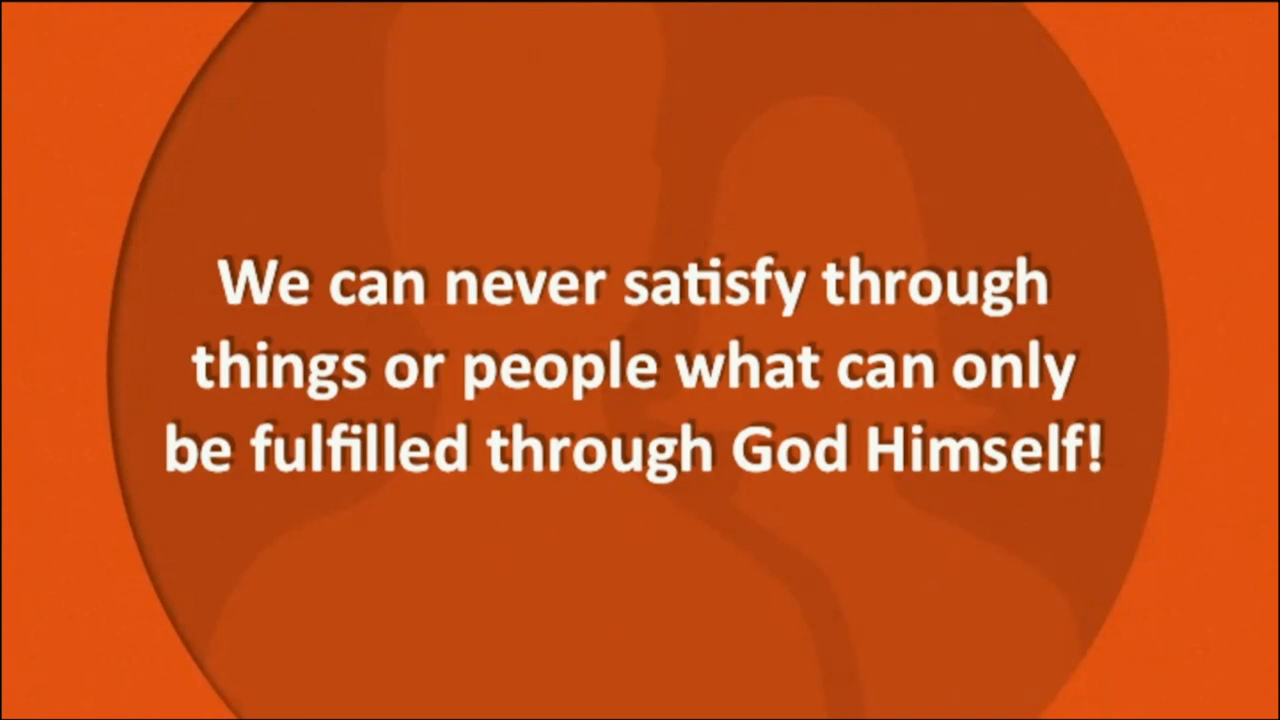 We can never satisfy through
things or people what can only
be fulfilled through God Himself!